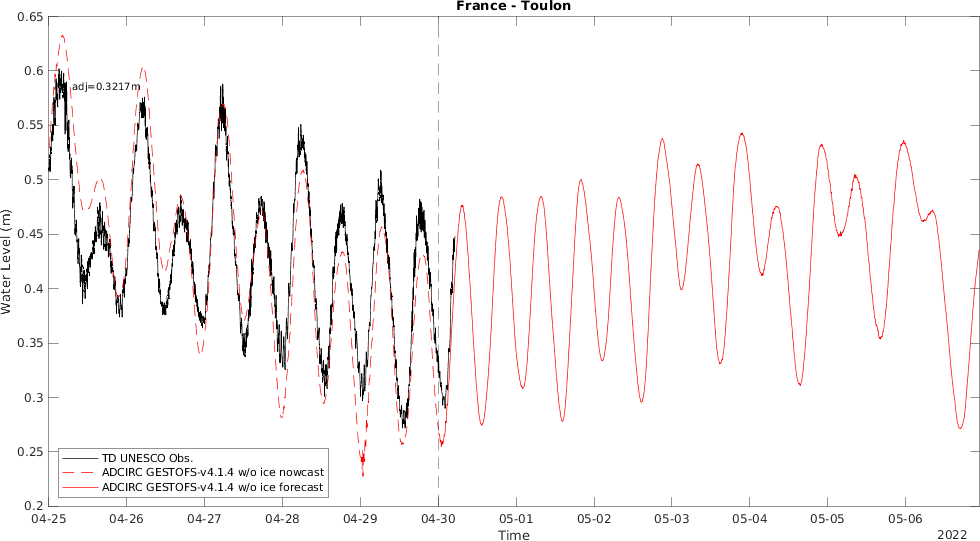 France - Toulon
0.65
0.6
0.55
0.5
0.45
0.4
0.35
0.3
0.25
0.2
Water Level (m)
adj=0.3217m
TD UNESCO Obs.
ADCIRC GESTOFS-v4.1.4 w/o ice nowcast
ADCIRC GESTOFS-v4.1.4 w/o ice forecast
04-25 04-26 04-27 04-28 04-29 04-30 05-01 05-02 05-03 05-04 05-05 05-06
Time
2022